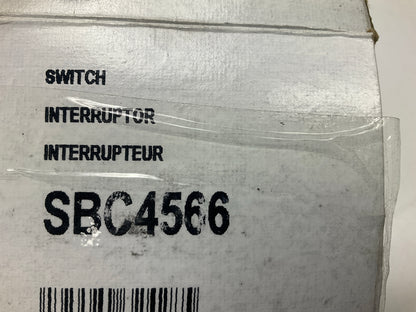 SWITCH
INTERRUPTOR
INTERRUPTEUR
SBC4566